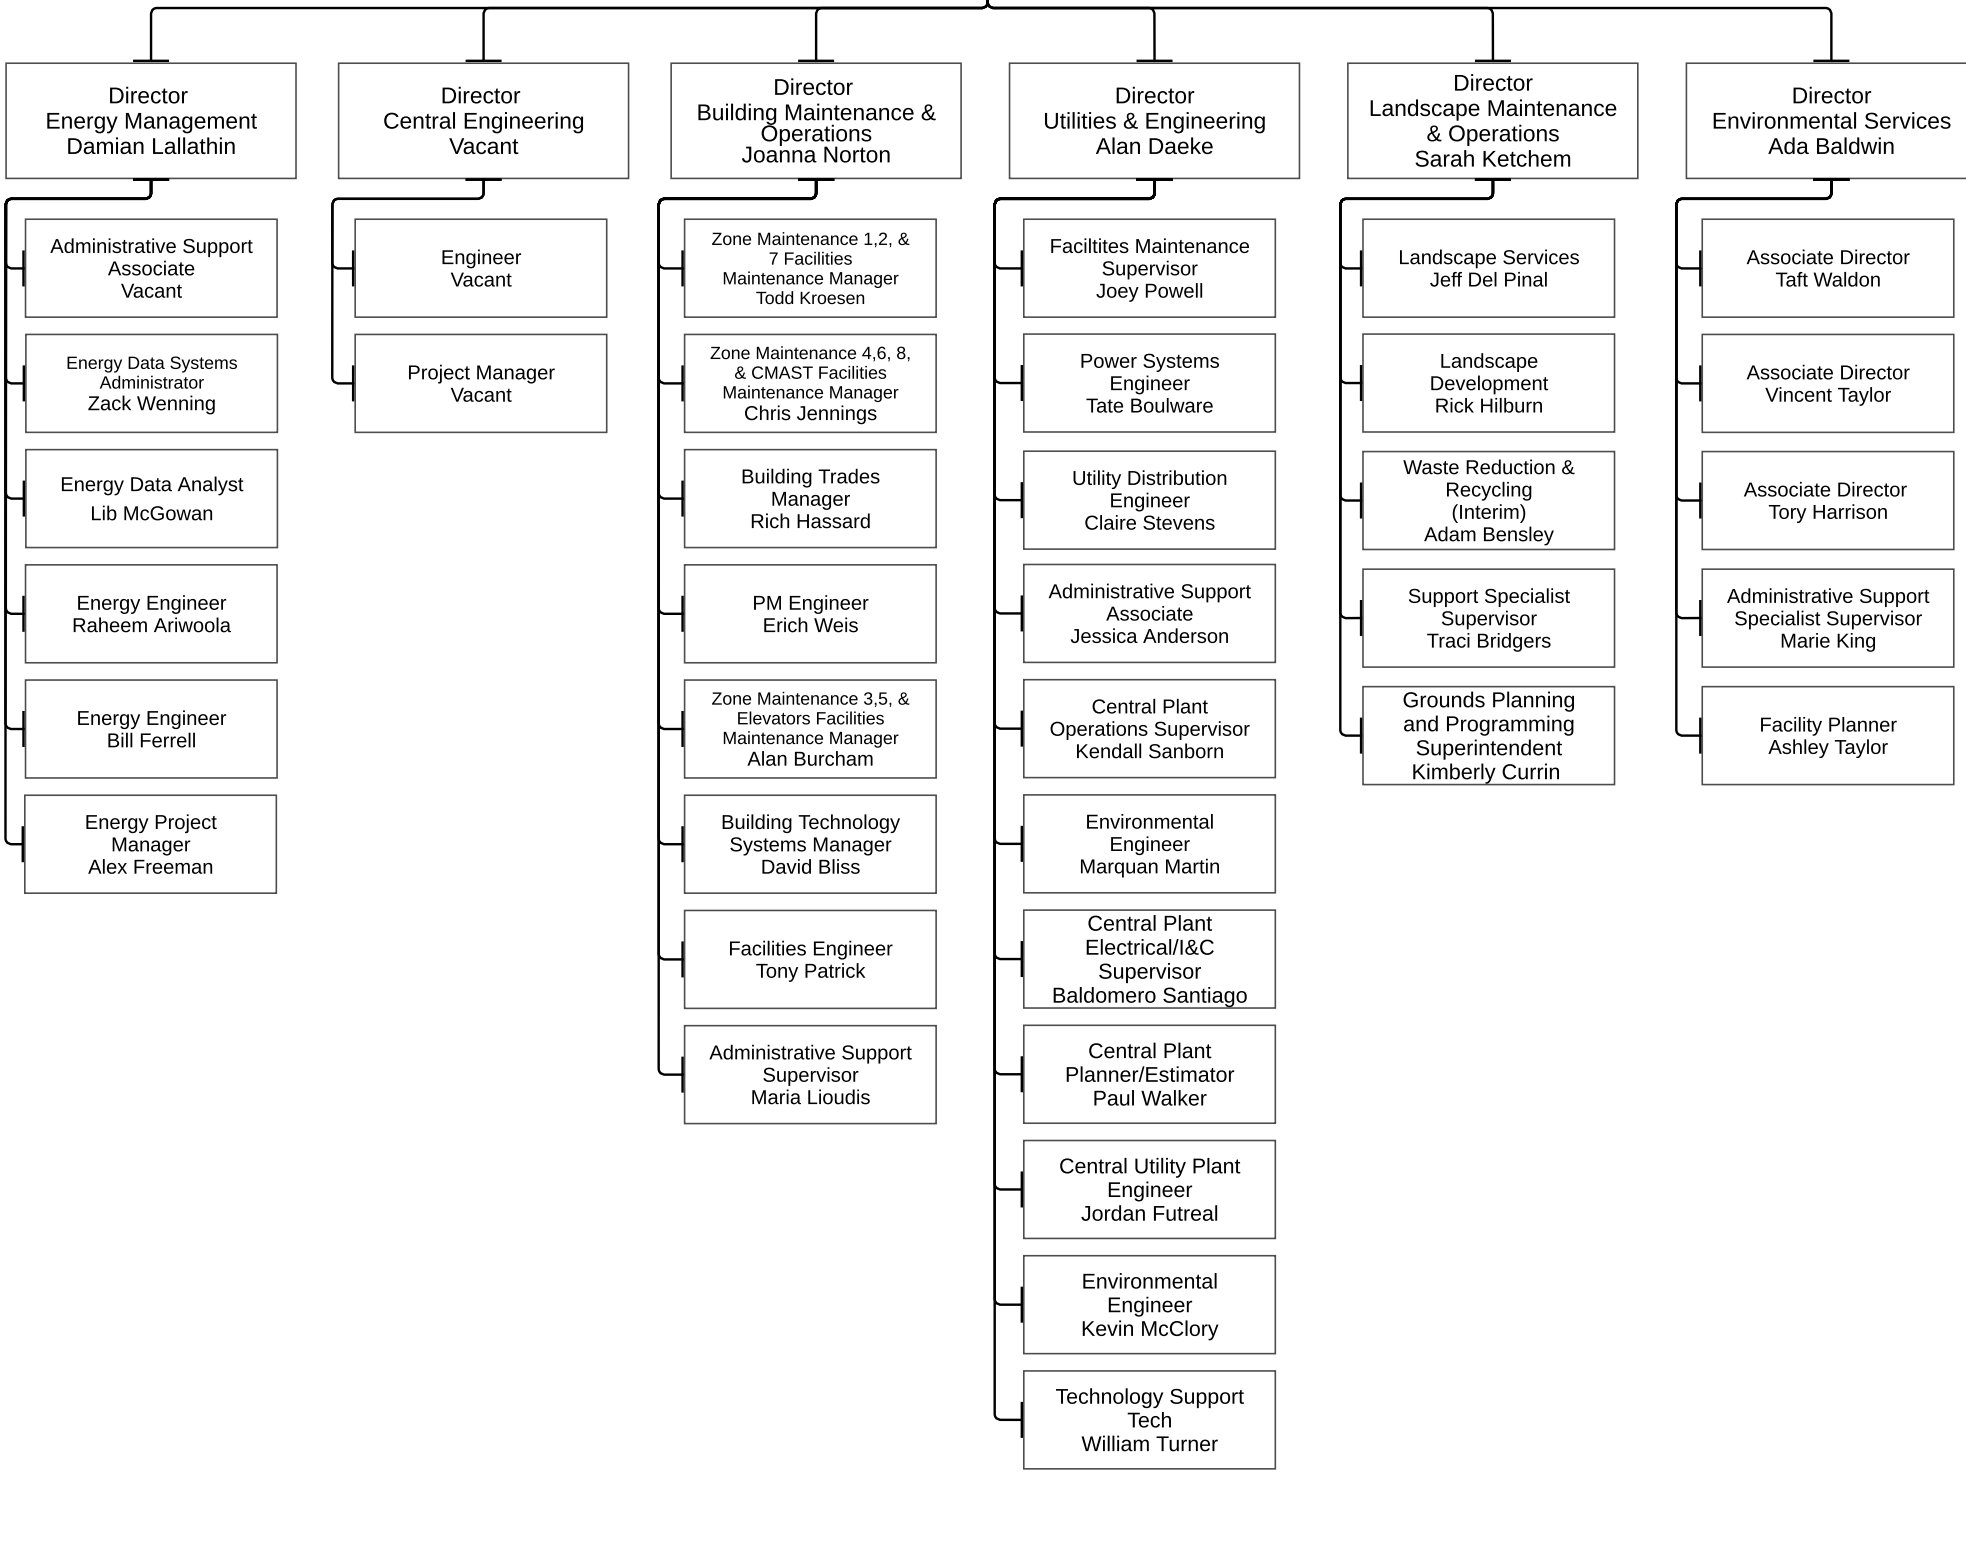 Director
Energy Management
Damian Lallathin
Director
Central Engineering
Vacant
Director
Building Maintenance &
Operations
Joanna Norton
Director
Utilities & Engineering
Alan Daeke
Director
Landscape Maintenance
& Operations
Sarah Ketchem
Director
Environmental Services
Ada Baldwin
Administrative Support
Associate
Vacant
Energy Data Systems
Administrator
Zack Wenning
Energy Data Analyst
Lib McGowan
Energy Engineer
Raheem Ariwoola
Energy Engineer
Bill Ferrell
Energy Project
Manager
Alex Freeman
Engineer
Vacant
Project Manager
Vacant
Zone Maintenance 1,2, &
7 Facilities
Maintenance Manager
Todd Kroesen
Zone Maintenance 4,6, 8,
& CMAST Facilities
Maintenance Manager
Chris Jennings
Building Trades
Manager
Rich Hassard
PM Engineer
Erich Weis
Zone Maintenance 3,5, &
Elevators Facilities
Maintenance Manager
Alan Burcham
Building Technology
Systems Manager
David Bliss
Facilities Engineer
Tony Patrick
Administrative Support
Supervisor
Maria Lioudis
Faciltites Maintenance
Supervisor
Joey Powell
Power Systems
Engineer
Tate Boulware
Utility Distribution
Engineer
Claire Stevens
Administrative Support
Associate
Jessica Anderson
Central Plant
Operations Supervisor
Kendall Sanborn
Environmental
Engineer
Marquan Martin
Central Plant
Electrical/I&C
Supervisor
Baldomero Santiago
Central Plant
Planner/Estimator
Paul Walker
Central Utility Plant
Engineer
Jordan Futreal
Environmental
Engineer
Kevin McClory
Technology Support
Tech
William Turner
Landscape Services
Jeff Del Pinal
Landscape
Development
Rick Hilburn
Waste Reduction &
Recycling
(Interim)
Adam Bensley
Support Specialist
Supervisor
Traci Bridgers
Grounds Planning
and Programming
Superintendent
Kimberly Currin
Associate Director
Taft Waldon
Associate Director
Vincent Taylor
Associate Director
Tory Harrison
Administrative Support
Specialist Supervisor
Marie King
Facility Planner
Ashley Taylor